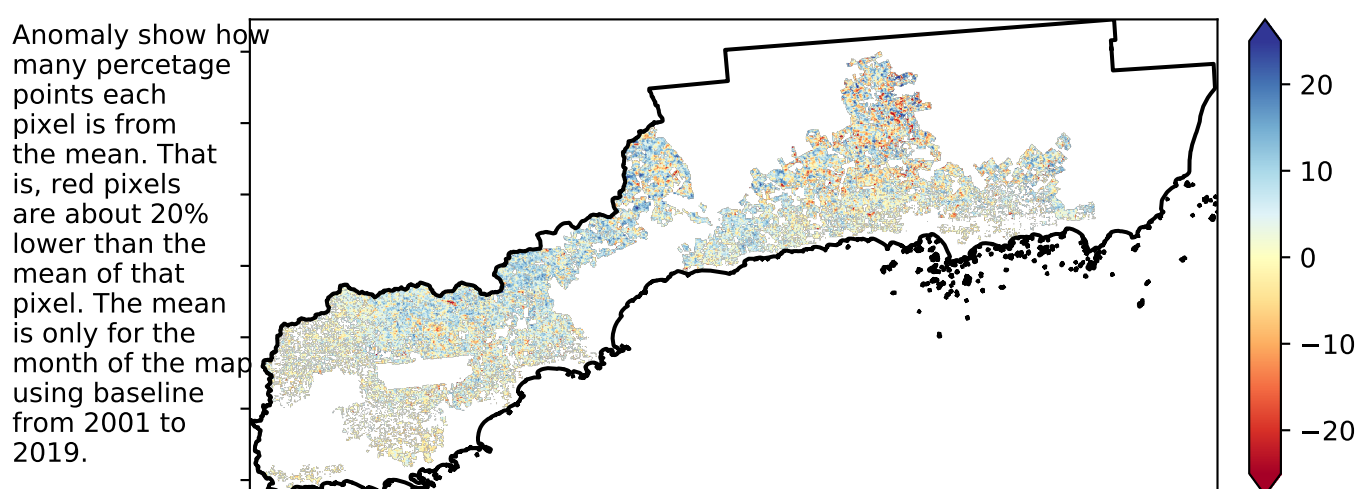 Anomaly show how
many percetage
points each
pixel is from
the mean. That
is, red pixels
are about 20%
lower than the
mean of that
pixel. The mean
is only for the
month of the map
using baseline
from 2001 to
2019.
20
10
0
−10
−20